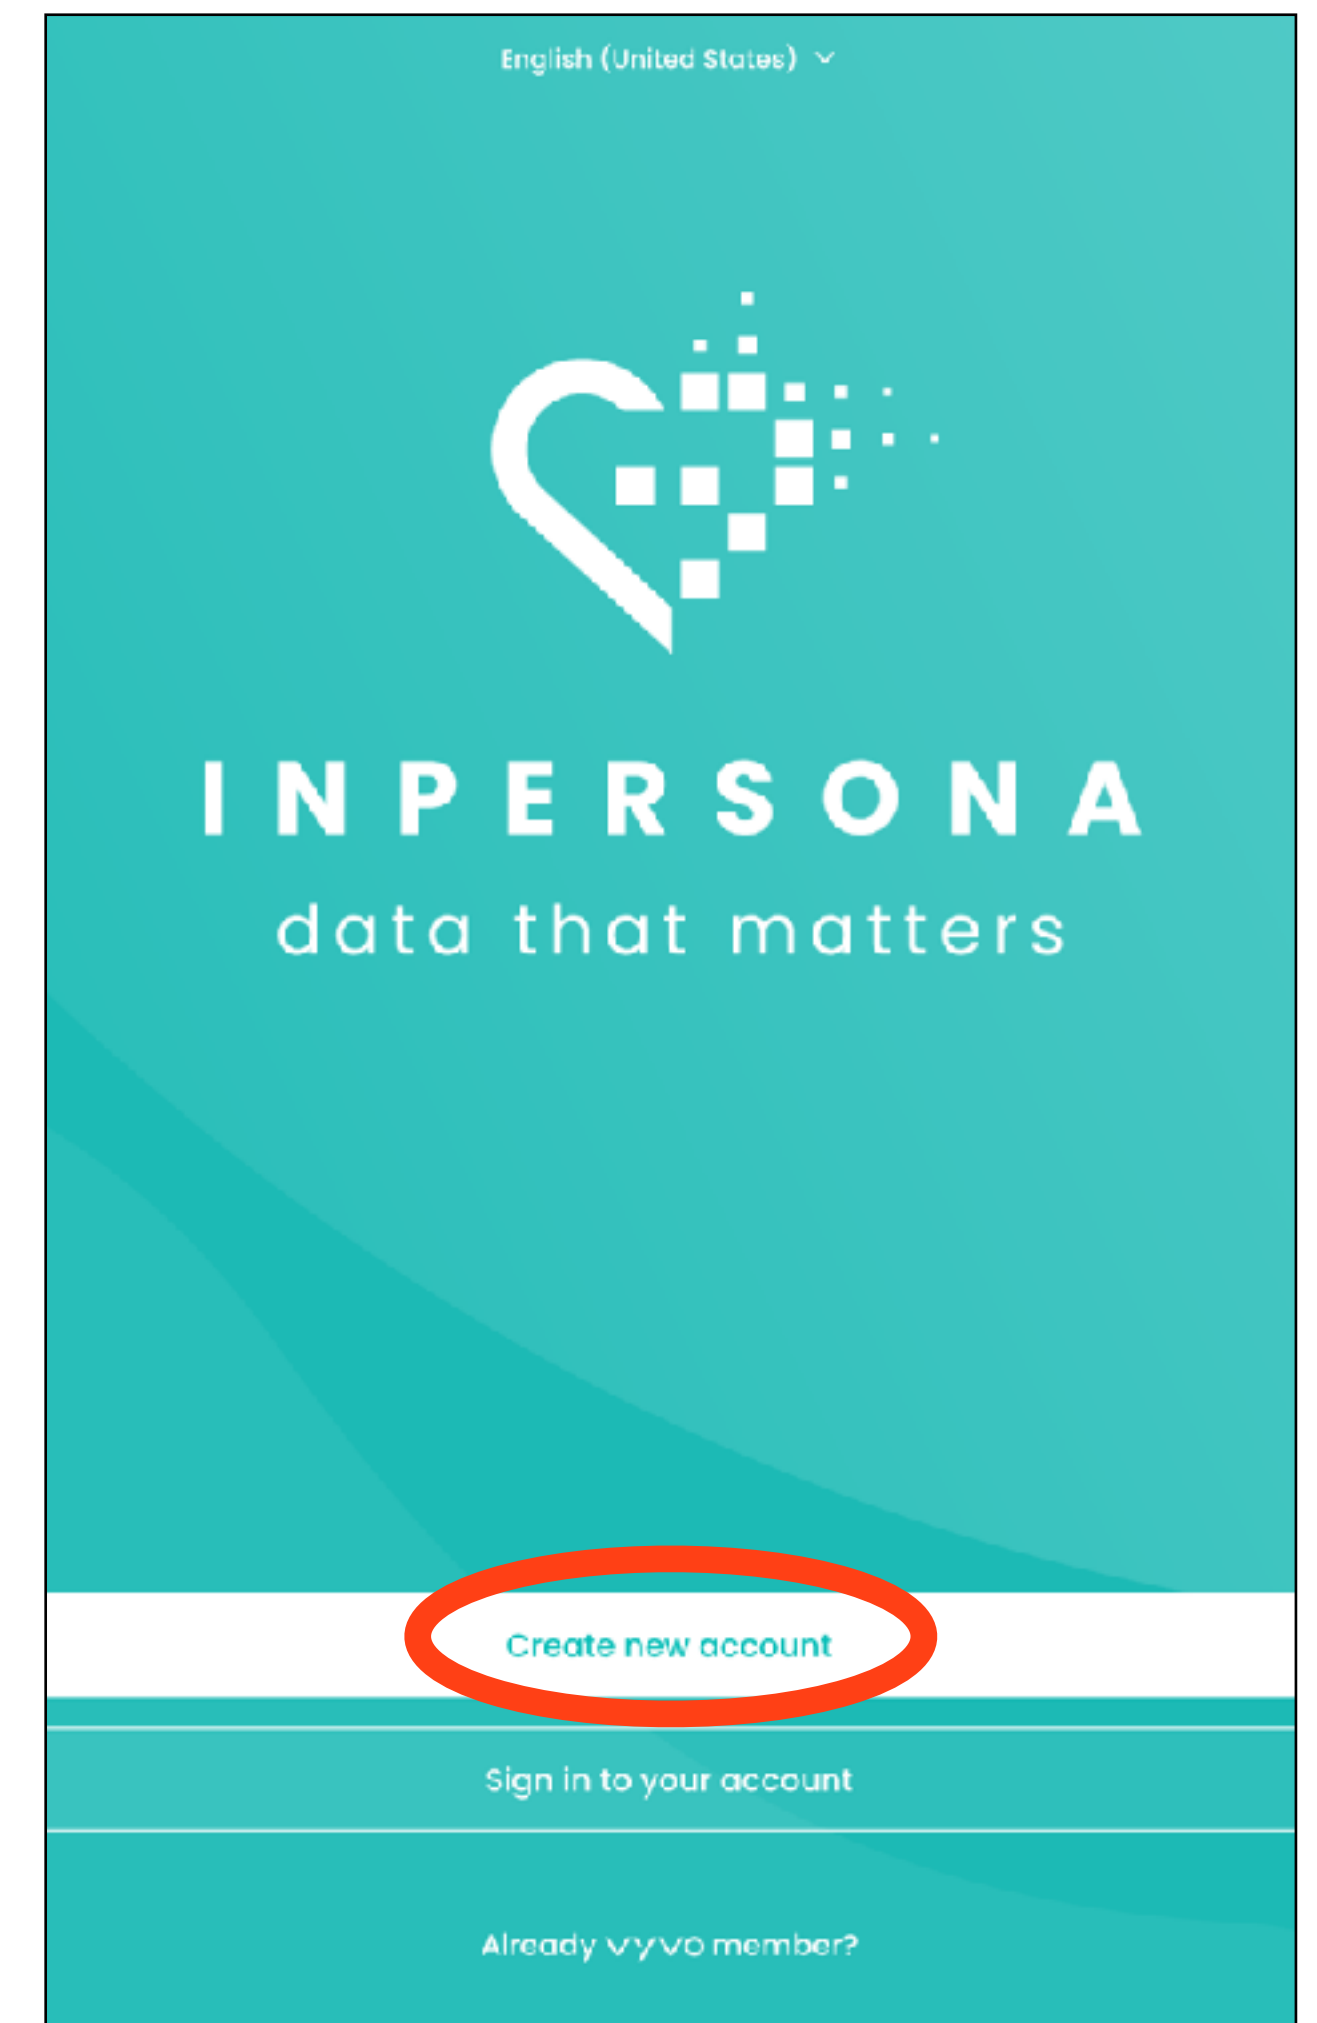 English (United States)
INPERSONA
data that matters
Create new account
Sign in to your account
Already vyvo member?